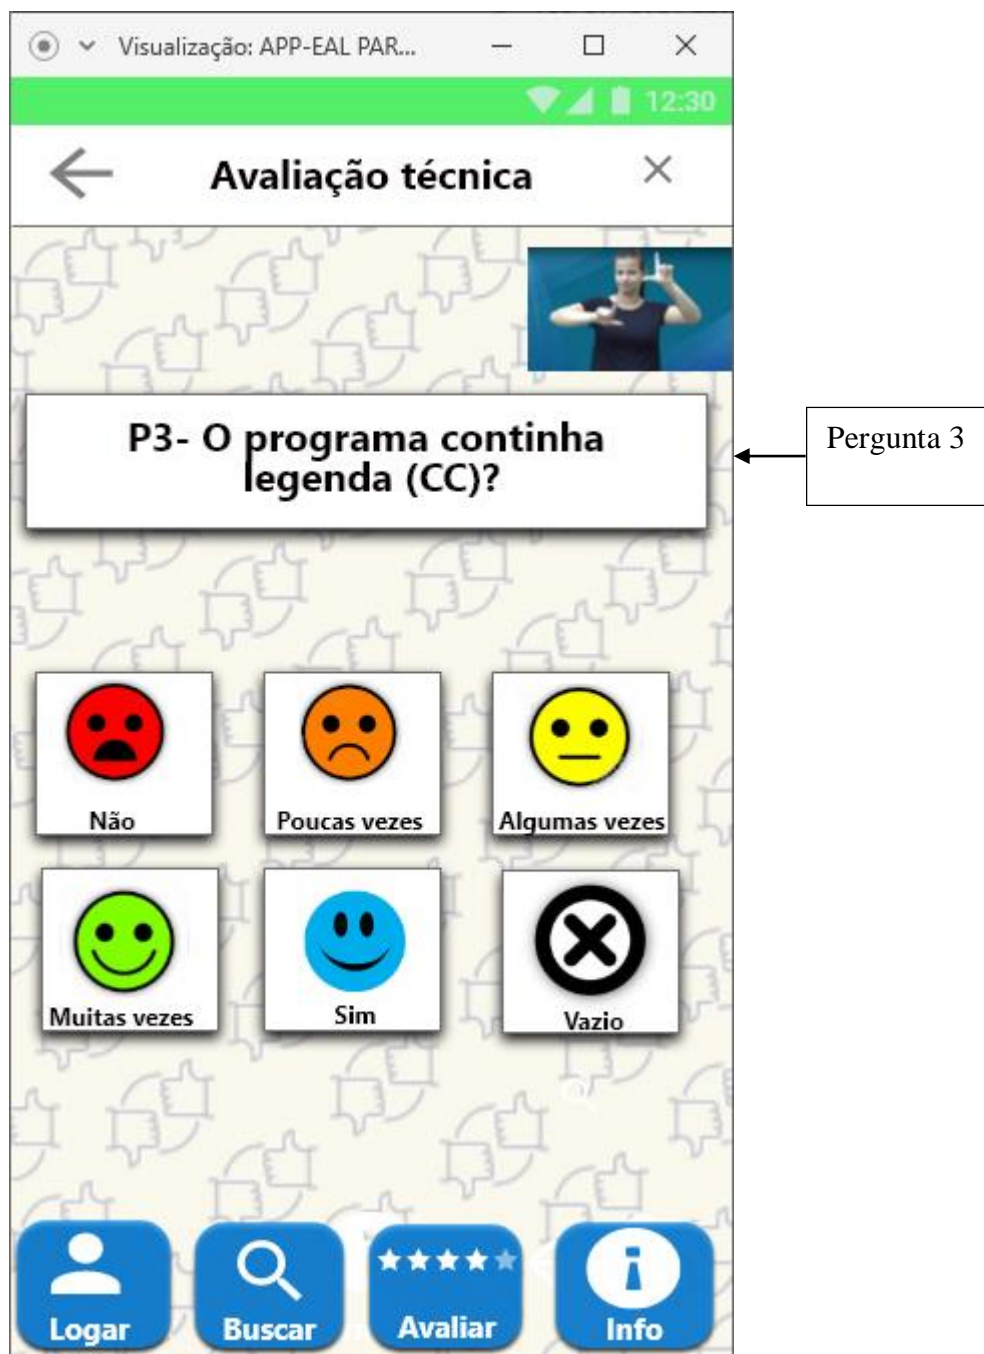 Visualização: APP-EAL PAR...
12:30
Avaliação técnica
P3- O programa continha
legenda (CC)?
Pergunta 3
Não
Poucas vezes
Algumas vezes
Muitas vezes
Sim
Vazio
Logar
Buscar
Avaliar
Info